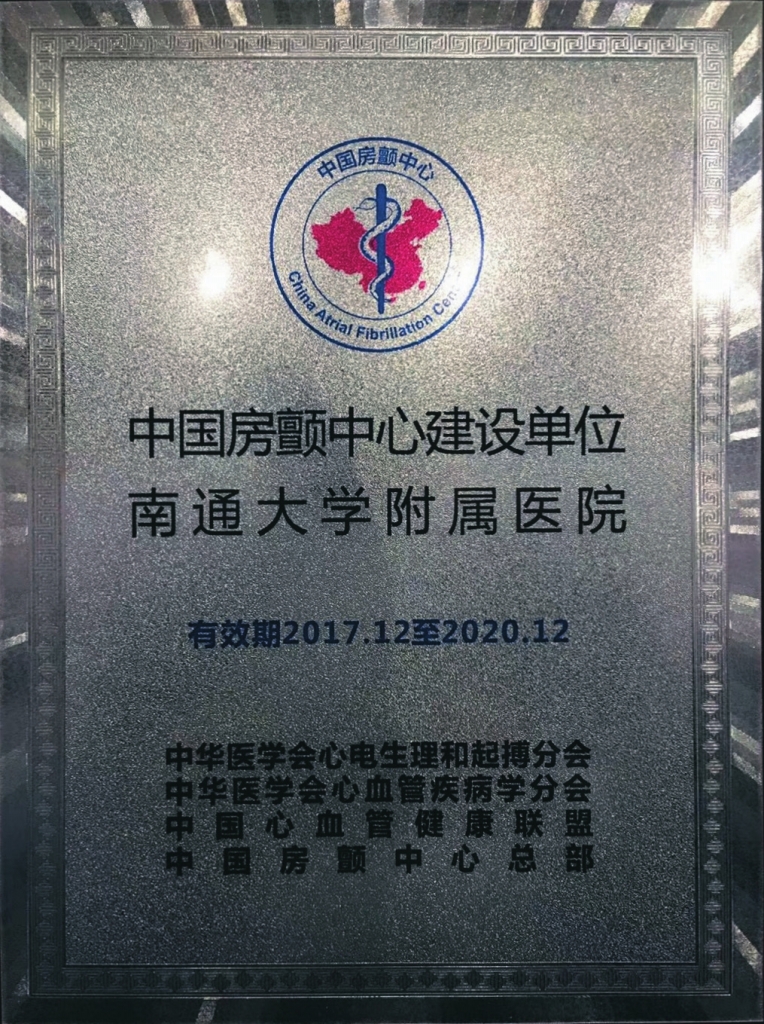 中国房颤中心
China Atrial Fibrillation
中国房颤中心建设单位
南通大学附属医院
有效期2017.12至2020.12
中华医学会心电生理和起搏分会
中华医学会心血管疾病学分会
中国心血管健康联盟
中国房颤中心总部